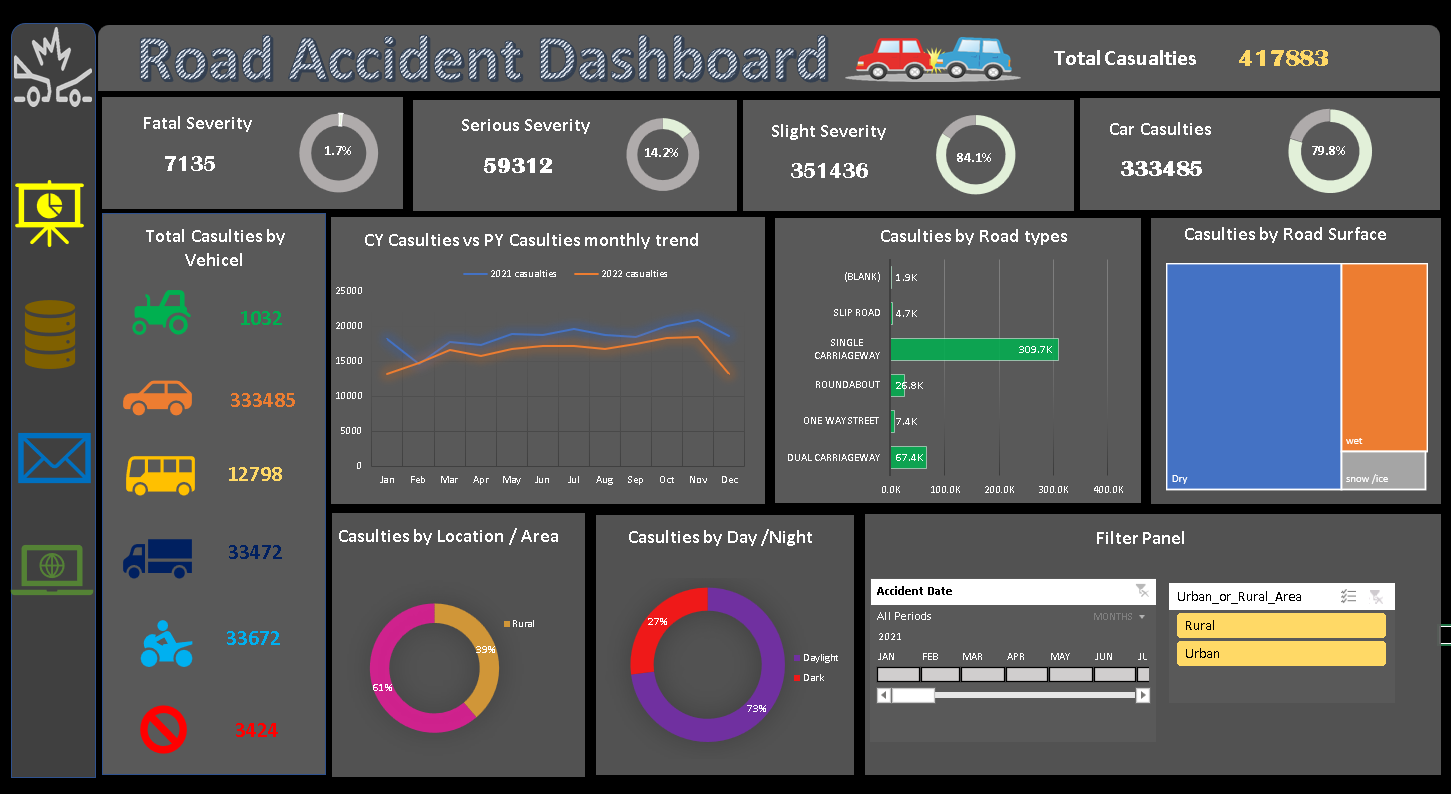 Road Accident Dashboard
Total Casualties 417883
Fatal Severity
7135
1.7%
Serious Severity
59312
14.2%
Slight Severity
351436
84.1%
Car Casulties
333485
79.8%
Total Casulties by
Vehicel
1032
333485
12798
33472
33672
3424
CY Casulties vs PY Casulties monthly trend
2021 casualties 2022 casualties
25000
20000
15000
10000
5000
0
Jan Feb Mar Apr May Jun Jul Aug Sep Oct Nov Dec
Casulties by Road types
(BLANK) 1.9K
SLIP ROAD 4.7K
SINGLE
CARRIAGEWAY 309.7K
ROUNDABOUT 26.8K
ONE WAY STREET 7.4K
DUAL CARRIAGEWAY 67.4K
0.0K 100.0K 200.0K 300.0K 400.0K
Casulties by Road Surface
wet
Dry
snow /ice
Casulties by Location / Area
Rural
39%
61%
Casulties by Day /Night
27%
Daylight
Dark
73%
Filter Panel
Accident Date
All Periods MONTHS
2021
JAN FEB MAR APR MAY JUN JU
Urban_or_Rural_Area
Rural
Urban